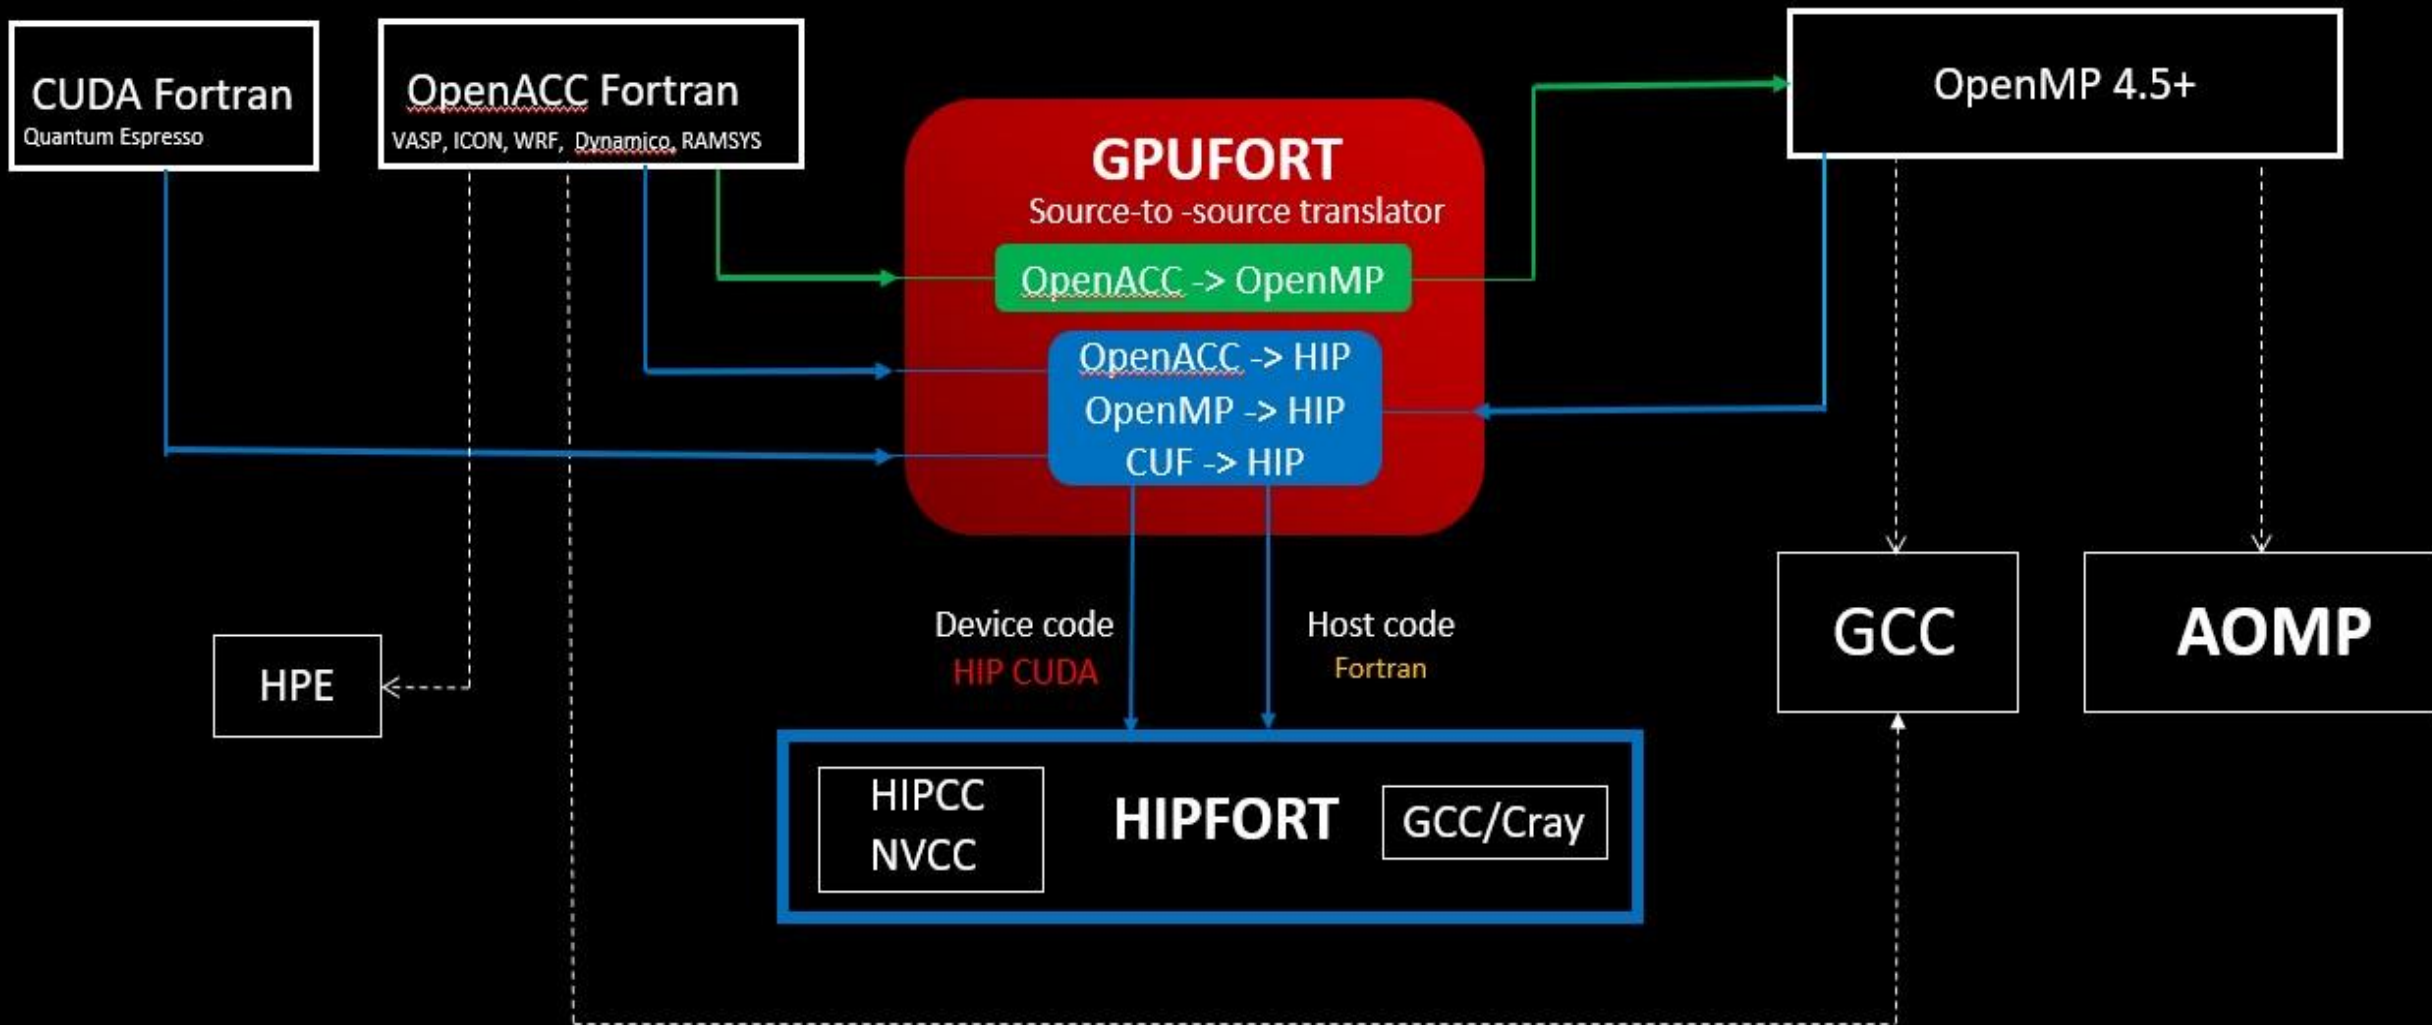 CUDA Fortran
Quantum Espresso
OpenACC Fortran
VASP, ICON, WRF, Dynamico, RAMSYS
GPUFORT
Source-to -source translator
OpenACC -> OpenMP
OpenACC -> HIP
OpenMP -> HIP
CUF -> HIP
OpenMP 4.5+
Device code
HIP CUDA
Host code
Fortran
HPE
GCC
AOMP
HIPCC
NVCC
HIPFORT
GCC/Cray